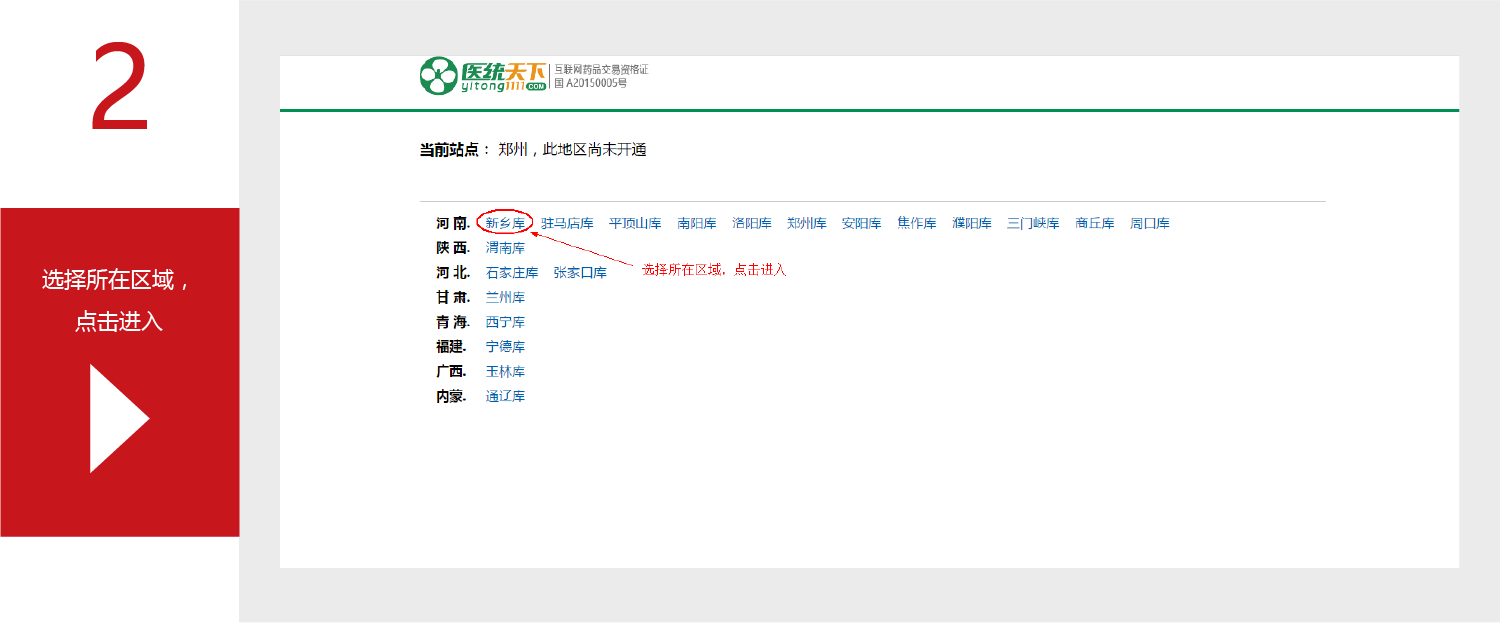 2
选择所在区域，
点击进入
医统天下
yitong1111.COM
互联网药品交易资格证
国 A20150005号
当前站点： 郑州，此地区尚未开通
河 南. 新乡库 驻马店库 平顶山库 南阳库 洛阳库 郑州库 安阳库 焦作库 濮阳库 三门峡库 商丘库 周口库
陕 西. 渭南库
河 北. 石家庄库 张家口库
选择所在区域，点击进入
甘 肃. 兰州库
青 海. 西宁库
福建. 宁德库
广西. 玉林库
内蒙. 通辽库